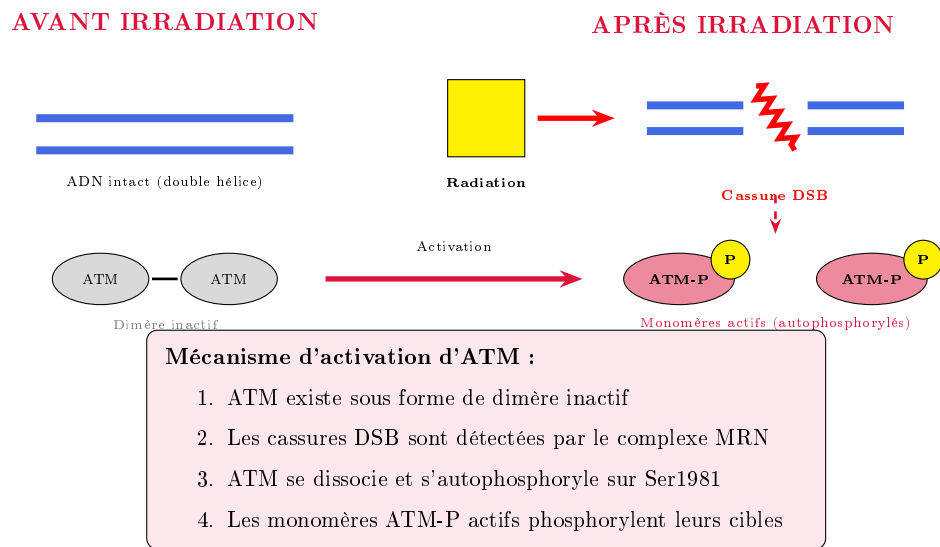 AVANT IRRADIATION
APRÈS IRRADIATION
ADN intact (double hélice)
Radiation
Cassure DSB
Activation
ATM
ATM
ATM-P
P
ATM-P
P
Dimère inactif
Monomères actifs (autophosphorylés)
Mécanisme d'activation d'ATM :
1. ATM existe sous forme de dimère inactif
2. Les cassures DSB sont détectées par le complexe MRN
3. ATM se dissocie et s'autophosphoryle sur Ser1981
4. Les monomères ATM-P actifs phosphorylent leurs cibles